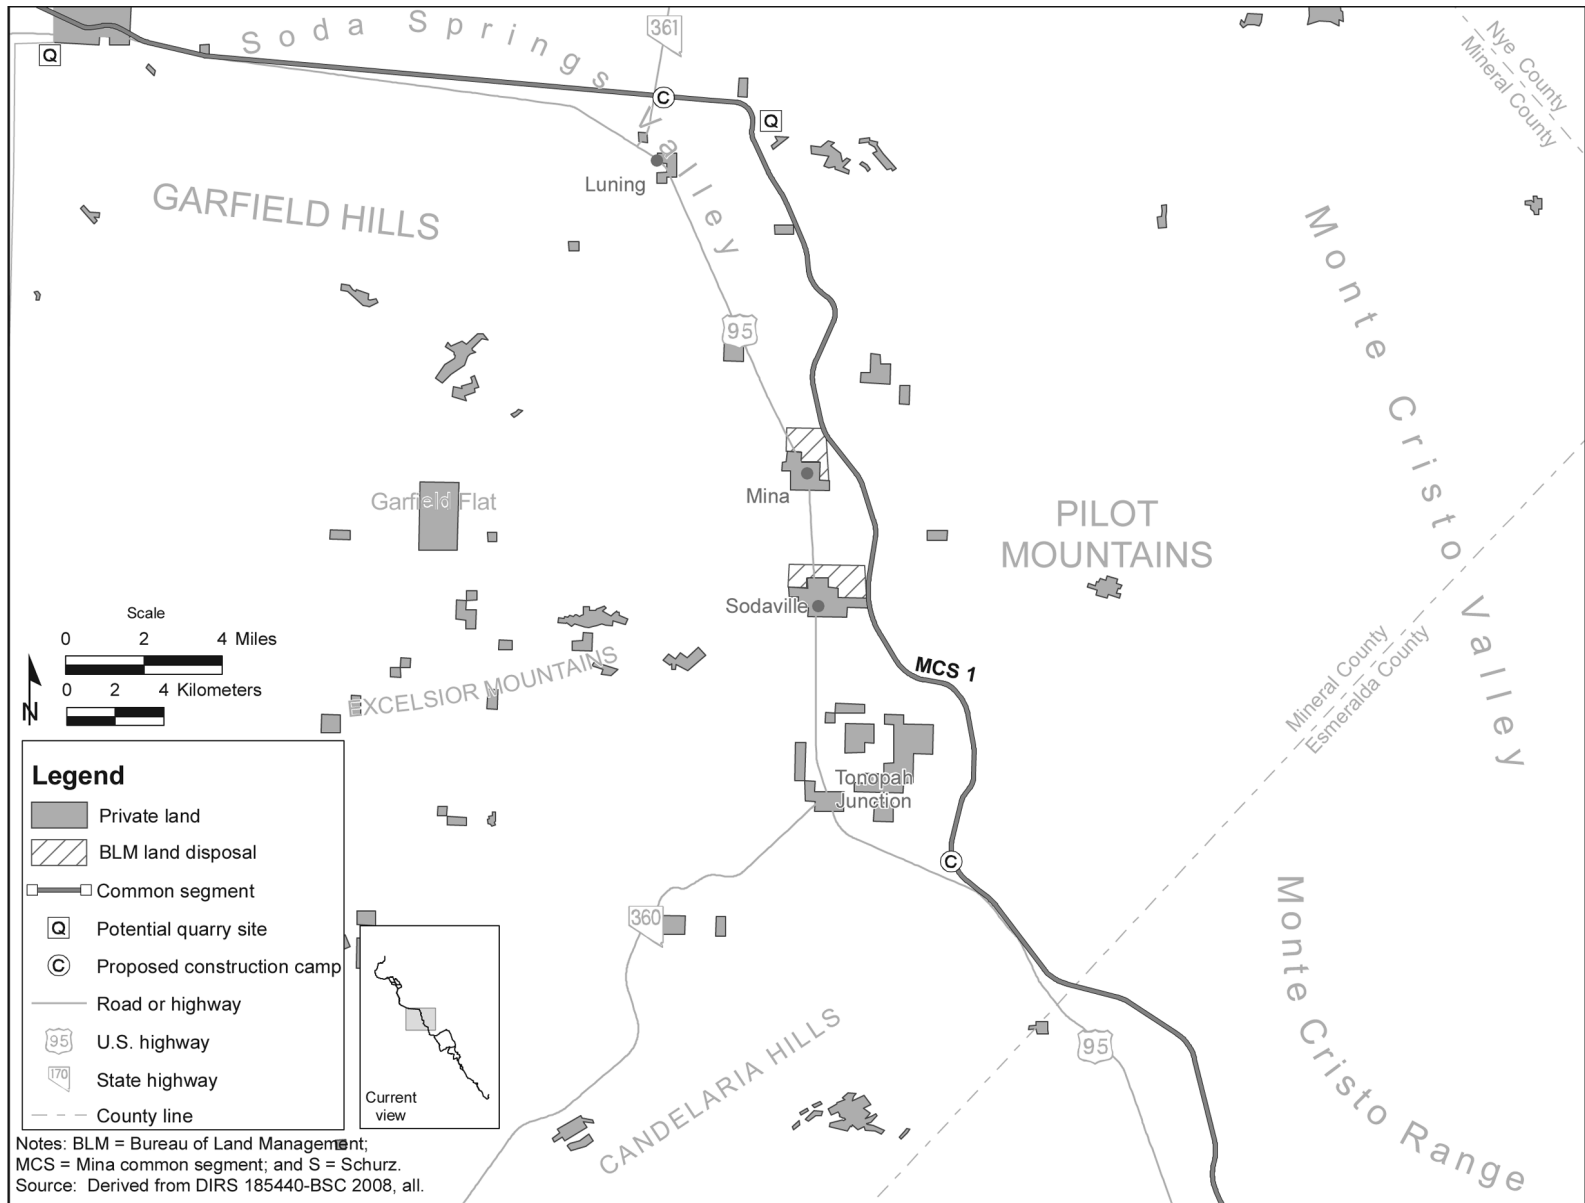 Soda Springs Valley
361
Nye County
Mineral County
Q
C
Q
Luning
GARFIELD HILLS
Monte Cristo Valley
95
Garfield Flat
Mina
PILOT
MOUNTAINS
Sodaville
EXCELSIOR MOUNTAINS
MCS 1
Mineral County
Esmeralda County
Tonopah
Junction
C
360
95
CANDELARIA HILLS
Monte Cristo Range
Scale
0 2 4 Miles
0 2 4 Kilometers
N
Legend
Private land
BLM land disposal
Common segment
Q Potential quarry site
C Proposed construction camp
Road or highway
95 U.S. highway
170 State highway
County line
Current
view
Notes: BLM = Bureau of Land Management;
MCS = Mina common segment; and S = Schurz.
Source: Derived from DIRS 185440-BSC 2008, all.